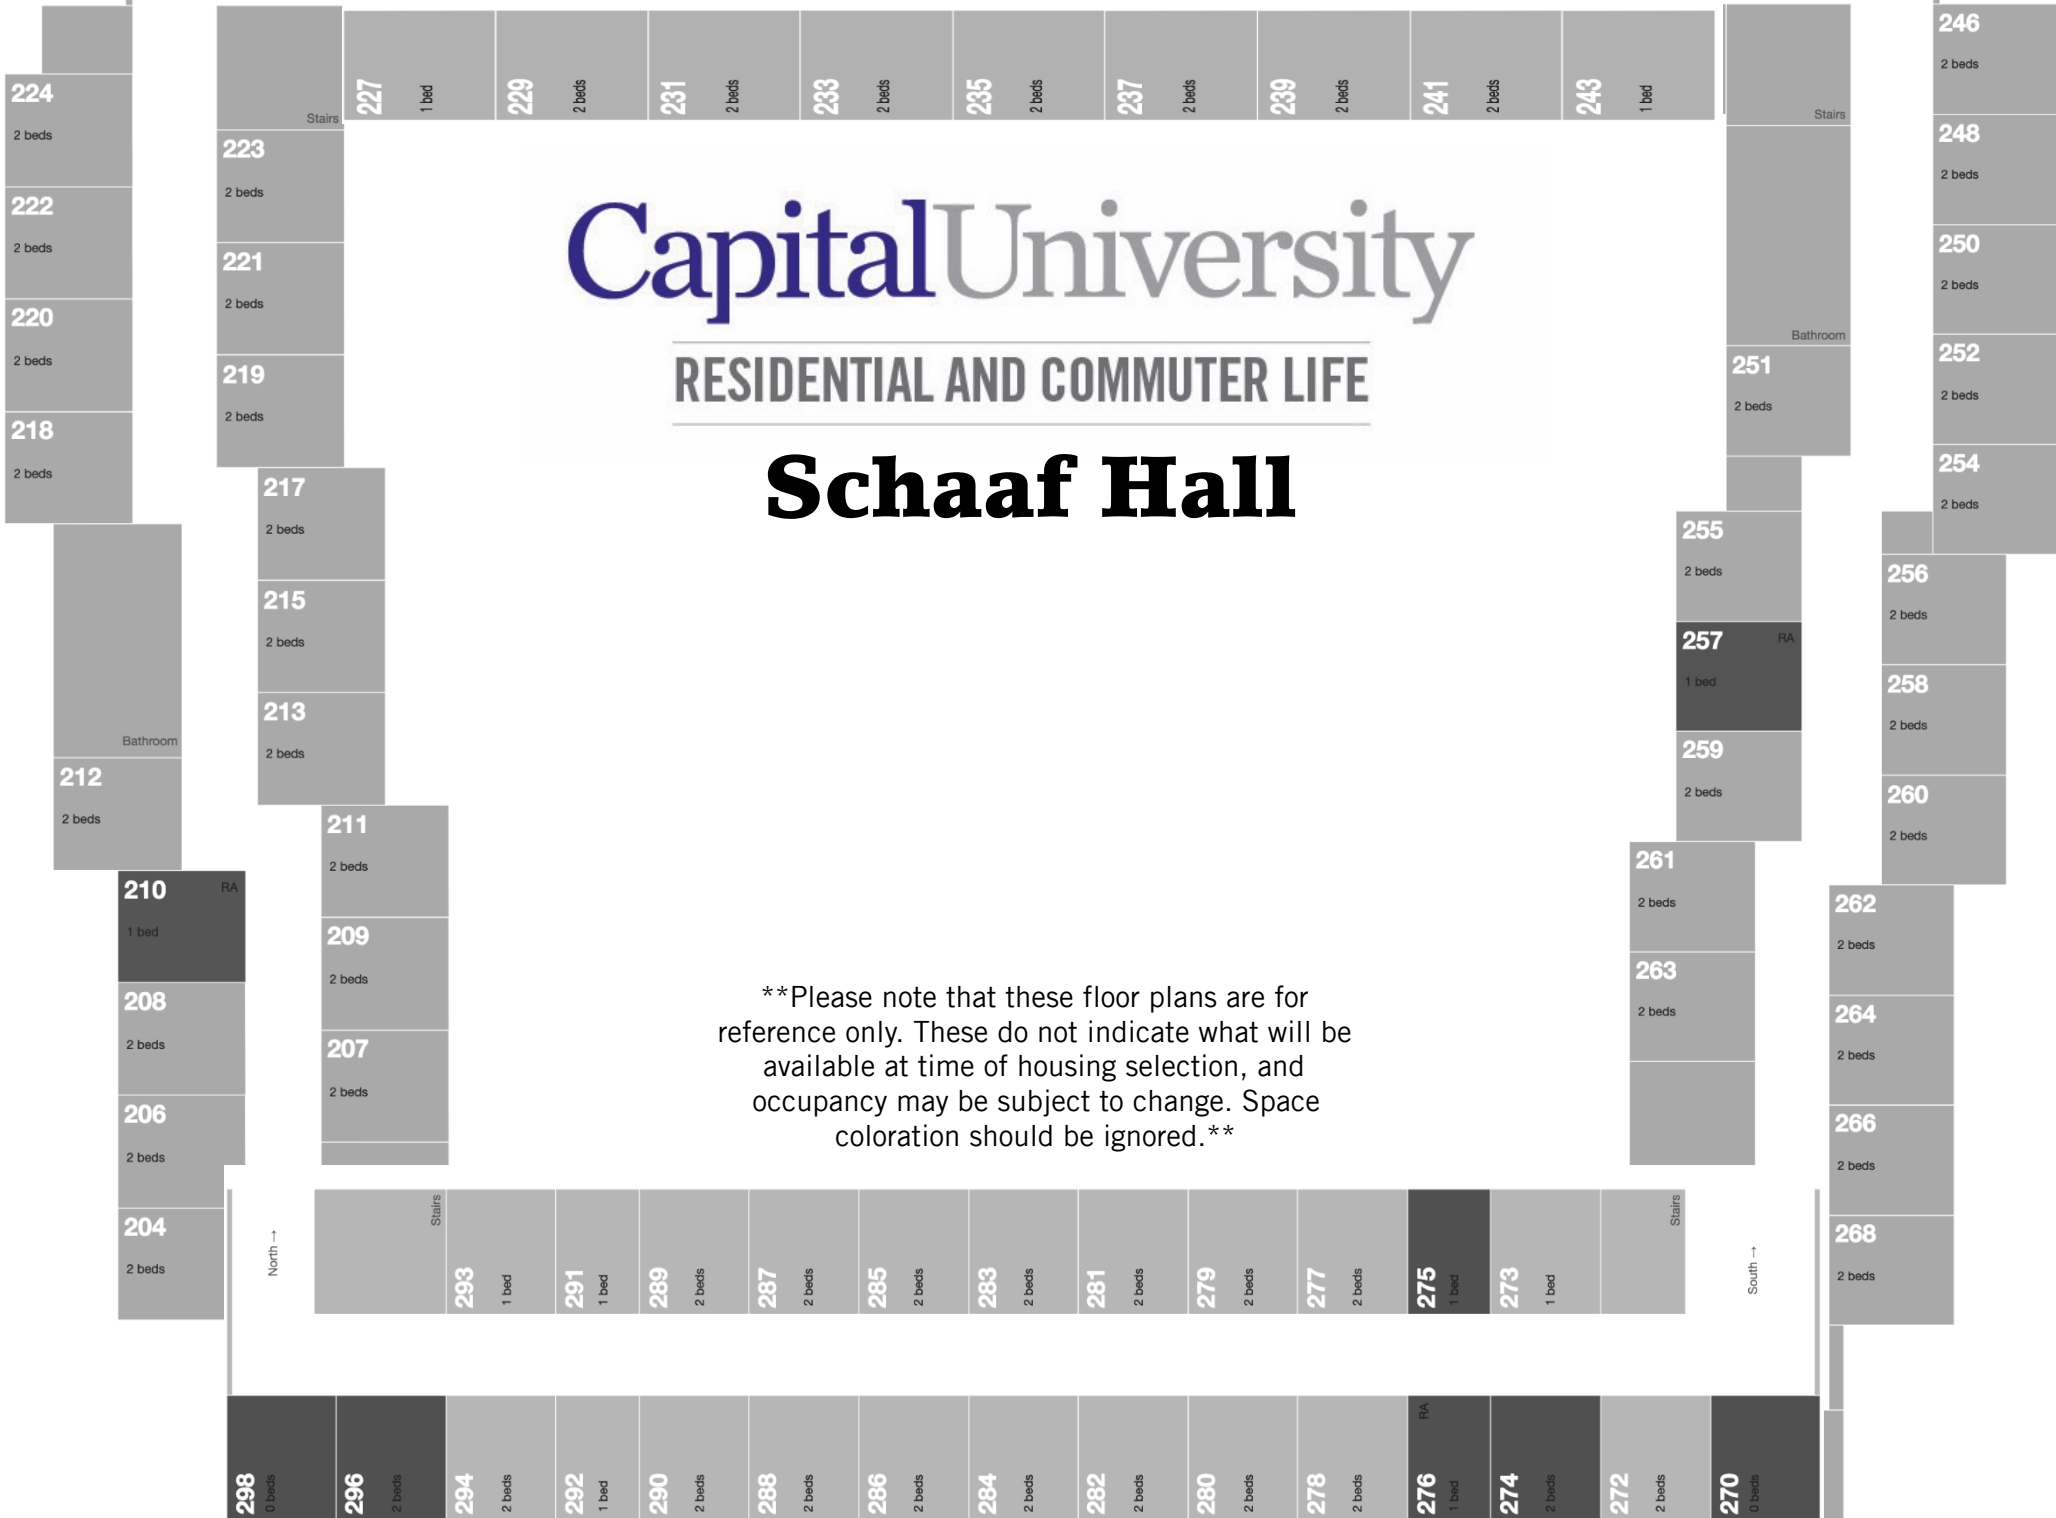 224
2 beds
222
2 beds
220
2 beds
218
2 beds
Bathroom
212
2 beds
210 RA
1 bed
208
2 beds
206
2 beds
204
2 beds
Stairs
223
2 beds
221
2 beds
219
2 beds
217
2 beds
215
2 beds
213
2 beds
211
2 beds
209
2 beds
207
2 beds
227
1 bed
229
2 beds
231
2 beds
233
2 beds
235
2 beds
237
2 beds
239
2 beds
241
2 beds
243
1 bed
Capital University
RESIDENTIAL AND COMMUTER LIFE
Schaaf Hall
**Please note that these floor plans are for
reference only. These do not indicate what will be
available at time of housing selection, and
occupancy may be subject to change. Space
coloration should be ignored.**
Stairs
Bathroom
251
2 beds
255
2 beds
257 RA
1 bed
259
2 beds
261
2 beds
263
2 beds
246
2 beds
248
2 beds
250
2 beds
252
2 beds
254
2 beds
256
2 beds
258
2 beds
260
2 beds
262
2 beds
264
2 beds
266
2 beds
268
2 beds
North →
Stairs
293
1 bed
291
1 bed
289
2 beds
287
2 beds
285
2 beds
283
2 beds
281
2 beds
279
2 beds
277
2 beds
275
1 bed
273
1 bed
Stairs
South →
298
0 beds
296
2 beds
294
2 beds
292
1 bed
290
2 beds
288
2 beds
286
2 beds
284
2 beds
282
2 beds
280
2 beds
278
2 beds
276 RA
1 bed
274
2 beds
272
2 beds
270
0 beds